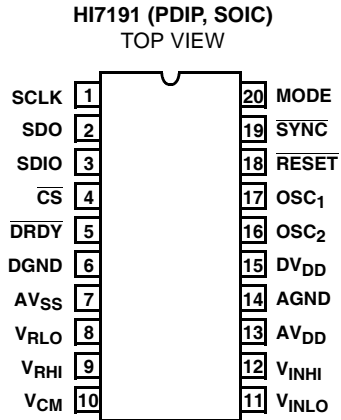 HI7191 (PDIP, SOIC)
TOP VIEW
SCLK 1 20 MODE
SDO 2 19 SYNC
SDIO 3 18 RESET
CS 4 17 OSC1
DRDY 5 16 OSC2
DGND 6 15 DVDD
AVSS 7 14 AGND
VRLO 8 13 AVDD
VRHI 9 12 VINHI
VCM 10 11 VINLO